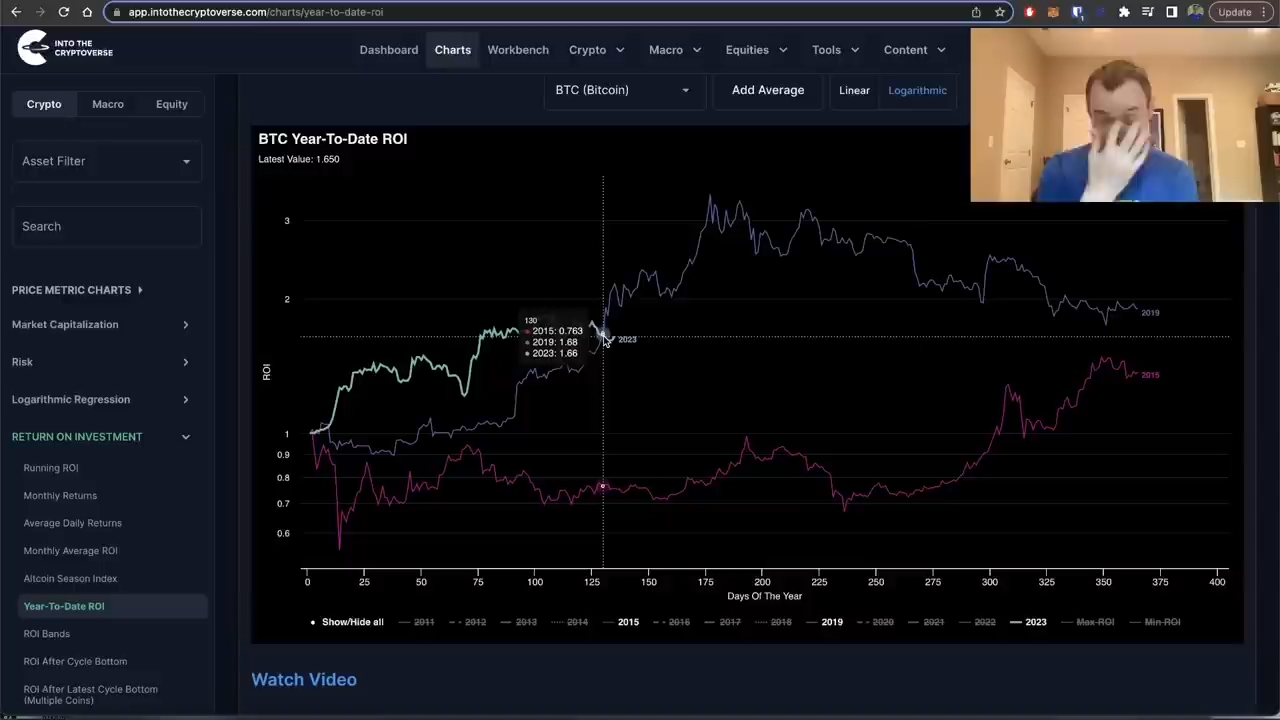 app.intothecryptoverse.com/charts/year-to-date-roi
Update
INTO THE
CRYPTOVERSE
Dashboard
Charts
Workbench
Crypto
Macro
Equities
Tools
Content
Crypto
Macro
Equity
Asset Filter
Search
PRICE METRIC CHARTS
Market Capitalization
Risk
Logarithmic Regression
RETURN ON INVESTMENT
Running ROI
Monthly Returns
Average Daily Returns
Monthly Average ROI
Altcoin Season Index
Year-To-Date ROI
ROI Bands
ROI After Cycle Bottom
ROI After Latest Cycle Bottom
(Multiple Coins)
BTC (Bitcoin)
Add Average
Linear
Logarithmic
BTC Year-To-Date ROI
Latest Value: 1.650
ROI
3
2
1
0.9
0.8
0.7
0.6
130
2015: 0.763
2019: 1.68
2023: 1.66
2023
2019
2015
0 25 50 75 100 125 150 175 200 225 250 275 300 325 350 375 400
Days Of The Year
Show/Hide all 2011 2012 2013 2014 2015 2016 2017 2018 2019 2020 2021 2022 2023 Max ROI Min ROI
Watch Video